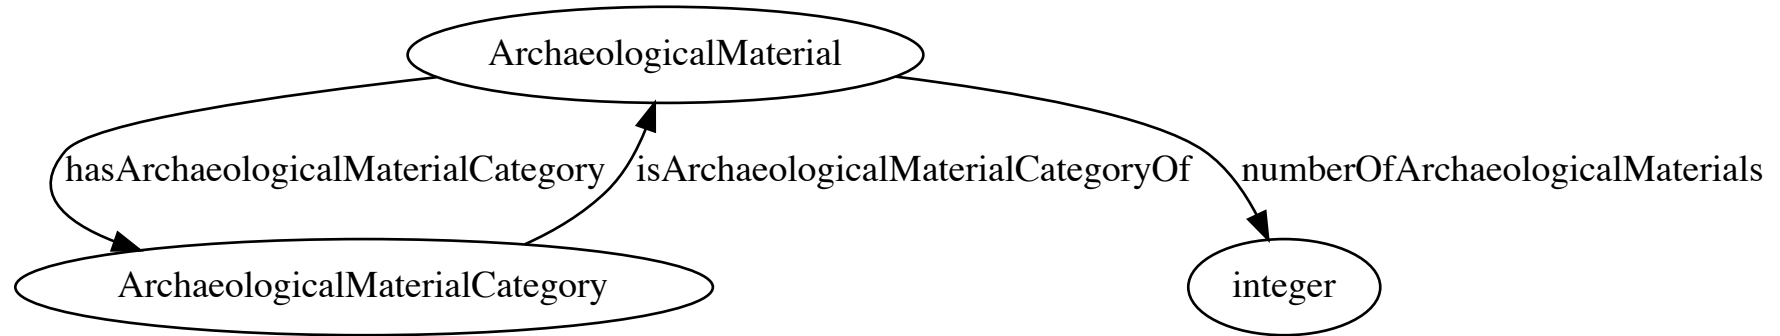 ArchaeologicalMaterial
hasArchaeologicalMaterialCategory
isArchaeologicalMaterialCategoryOf
numberOfArchaeologicalMaterials
ArchaeologicalMaterialCategory
integer